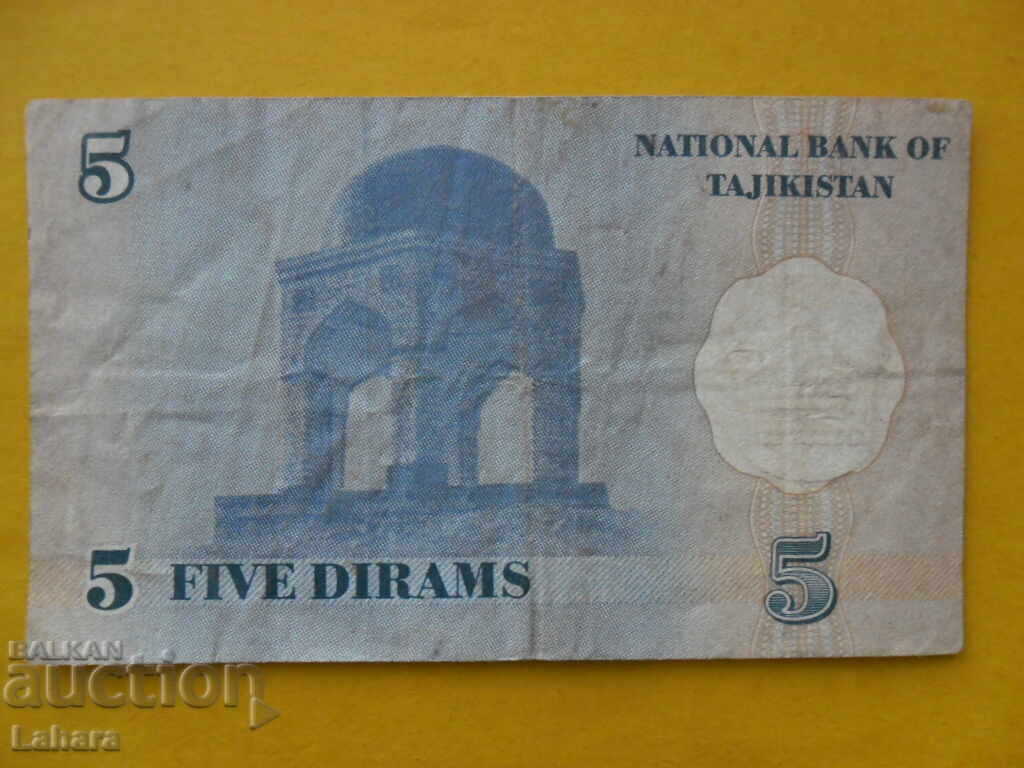 5
NATIONAL BANK OF
TAJIKISTAN
5 FIVE DIRAMS
5
BALKAN
auction
Lahara